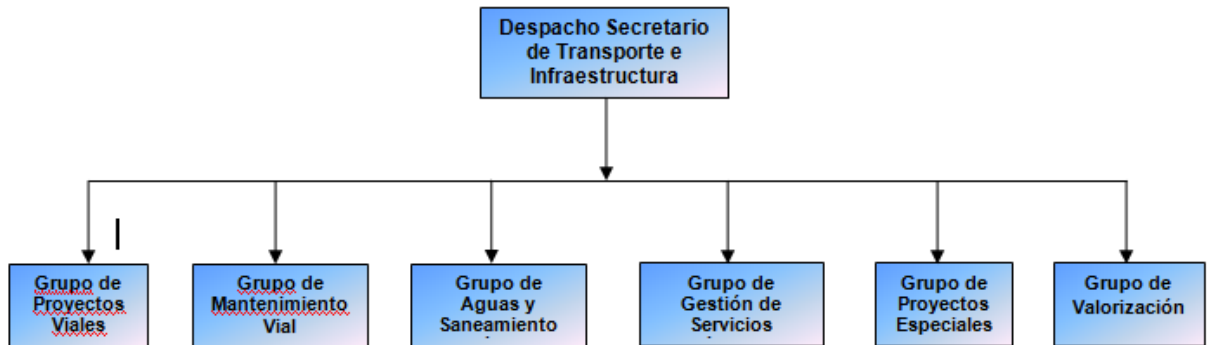 Despacho Secretario
de Transporte e
Infraestructura
Grupo de
Proyectos
Viales
Grupo de
Mantenimiento
Vial
Grupo de
Aguas y
Saneamiento
Grupo de
Gestión de
Servicios
Grupo de
Proyectos
Especiales
Grupo de
Valorización